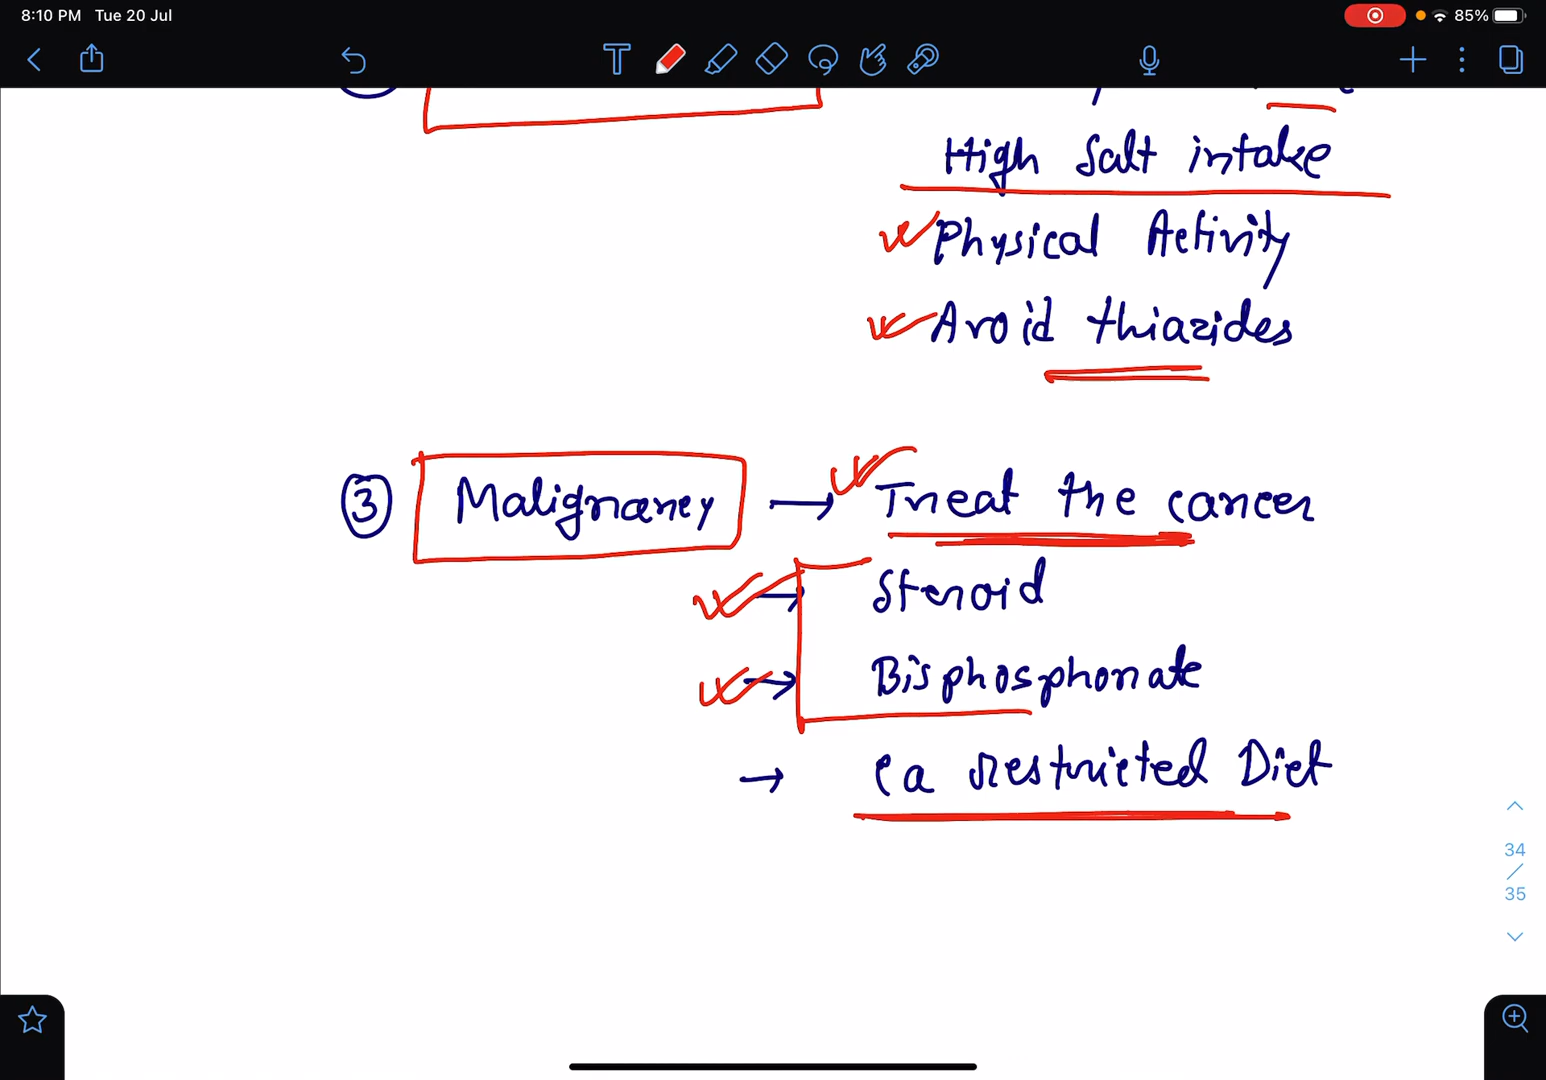 8:10 PM Tue 20 Jul 85%
T
High Salt intake
Physical Activity
Avoid thiazides
③ Malignancy → Treat the cancer
→ Steroid
→ Bisphosphonate
→ Ca restricted Diet
34
/
35